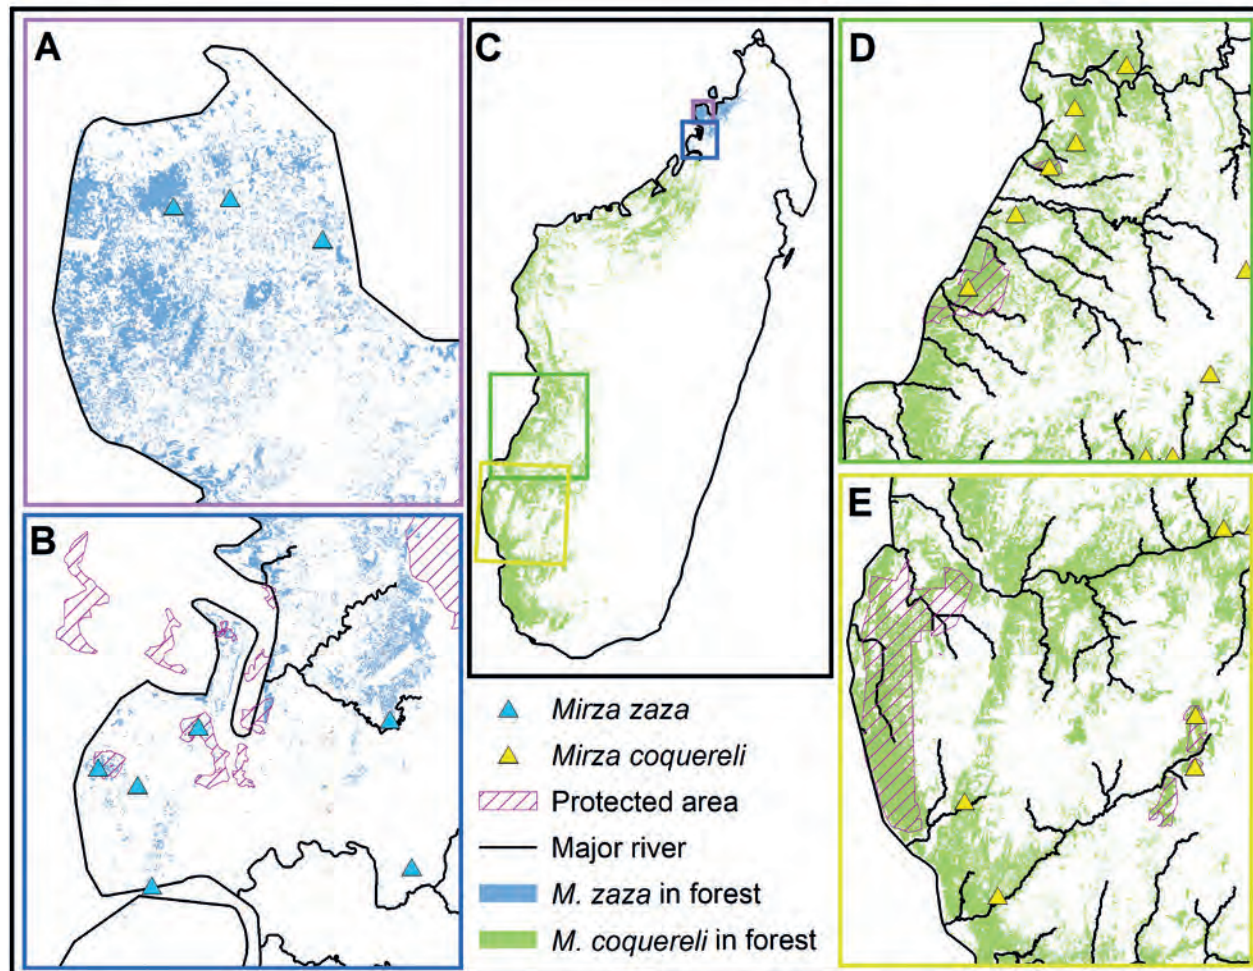 A
C
D
B
E
Mirza zaza
Mirza coquereli
Protected area
Major river
M. zaza in forest
M. coquereli in forest